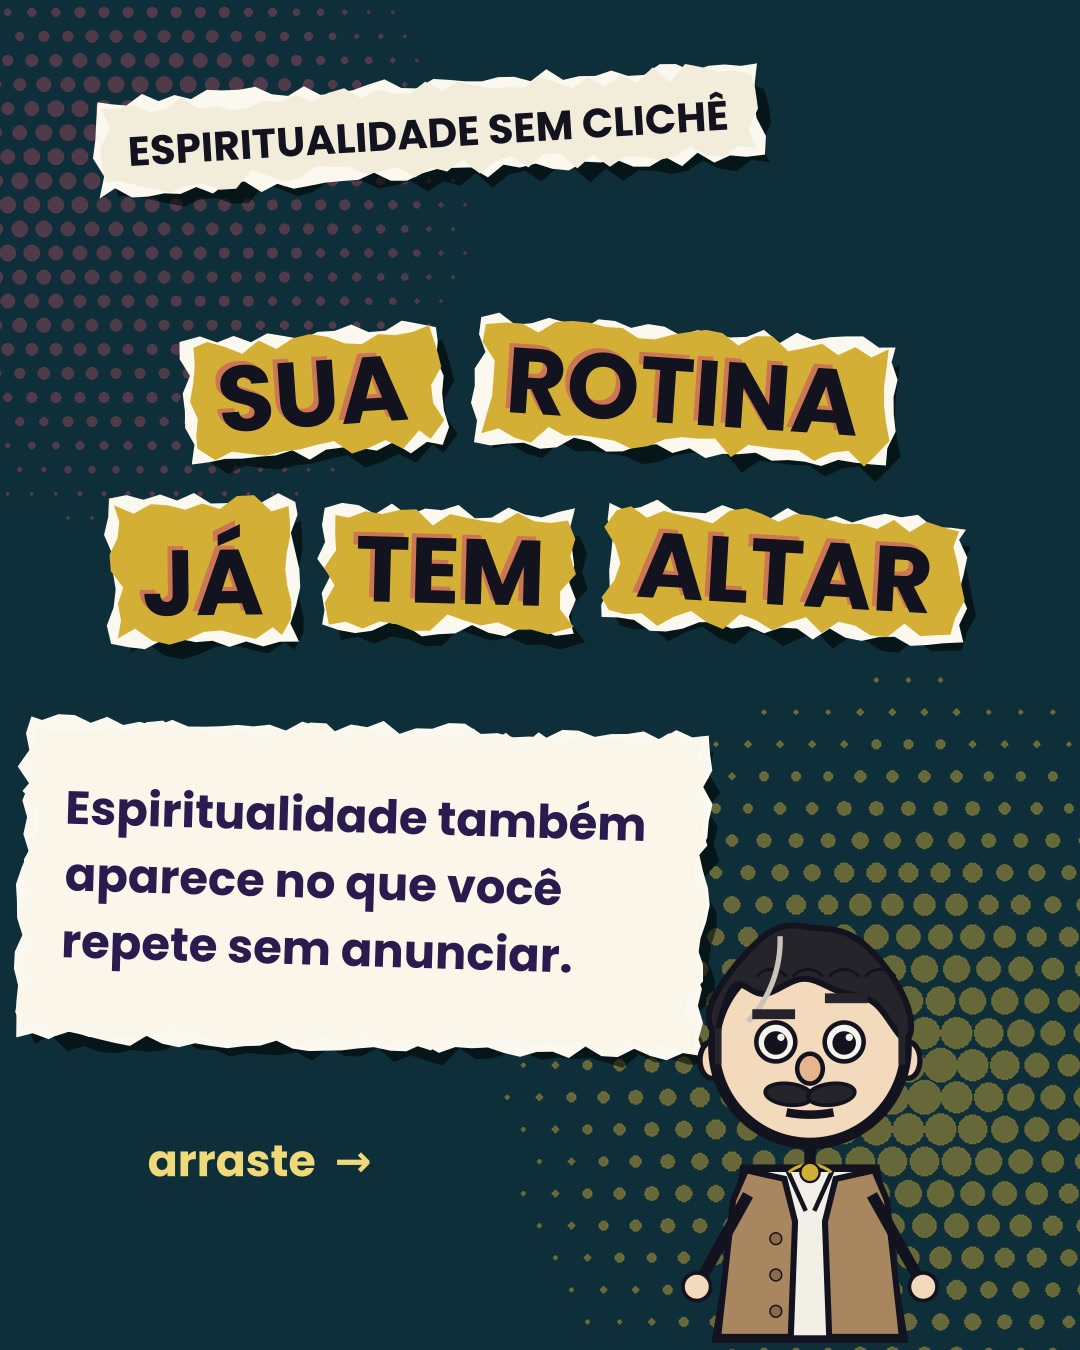 ESPIRITUALIDADE SEM CLICHÊ
SUA ROTINA
JÁ TEM ALTAR
Espiritualidade também
aparece no que você
repete sem anunciar.
arraste →